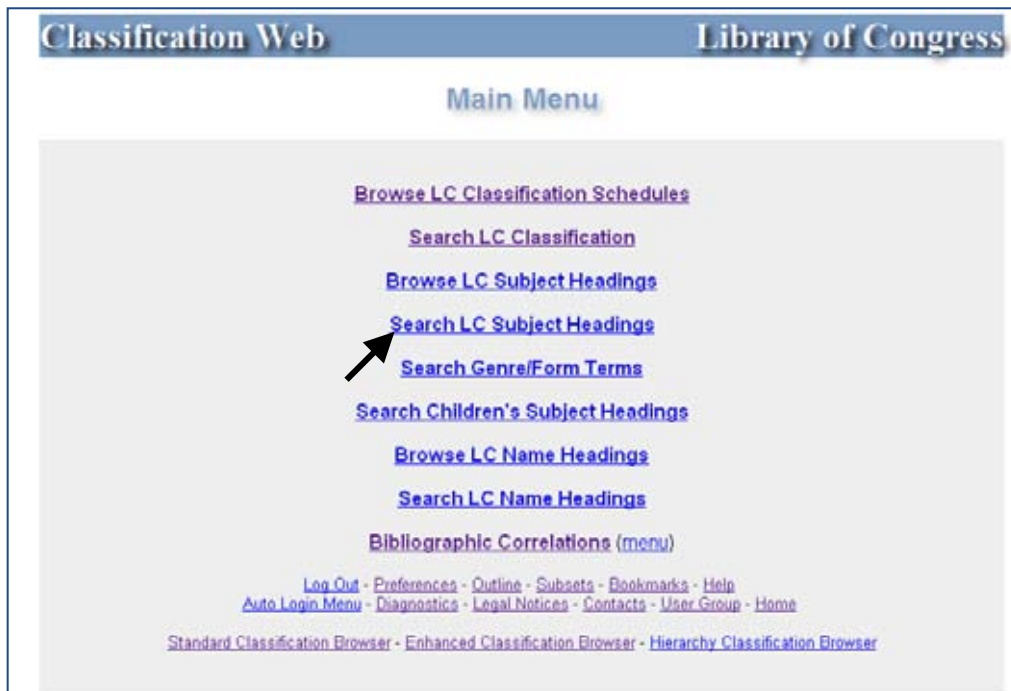 Classification Web Library of Congress
Main Menu
Browse LC Classification Schedules
Search LC Classification
Browse LC Subject Headings
Search LC Subject Headings
Search Genre/Form Terms
Search Children's Subject Headings
Browse LC Name Headings
Search LC Name Headings
Bibliographic Correlations (menu)
Log Out - Preferences - Outline - Subsets - Bookmarks - Help
Auto Login Menu - Diagnostics - Legal Notices - Contacts - User Group - Home
Standard Classification Browser - Enhanced Classification Browser - Hierarchy Classification Browser